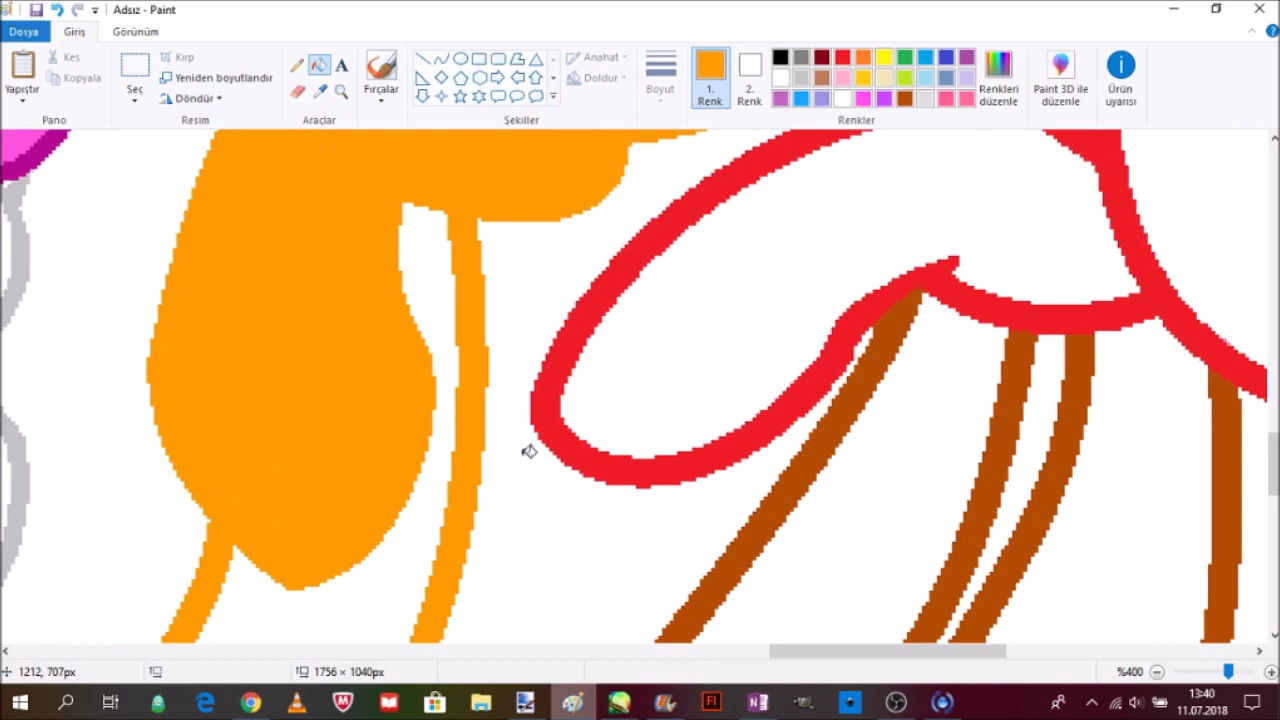 Adsız - Paint
Dosya Giriş Görünüm
Yapıştır
Kes
Kopyala
Pano
Seç
Kırp
Yeniden boyutlandır
Döndür
Resim
A
Araçlar
Fırçalar
Anahat
Doldur
Şekiller
Boyut
1.
Renk
2.
Renk
Renkleri
düzenle
Renkler
Paint 3D ile
düzenle
Ürün
uyarısı
1212, 707px
1756 × 1040px
%400
13:40
11.07.2018